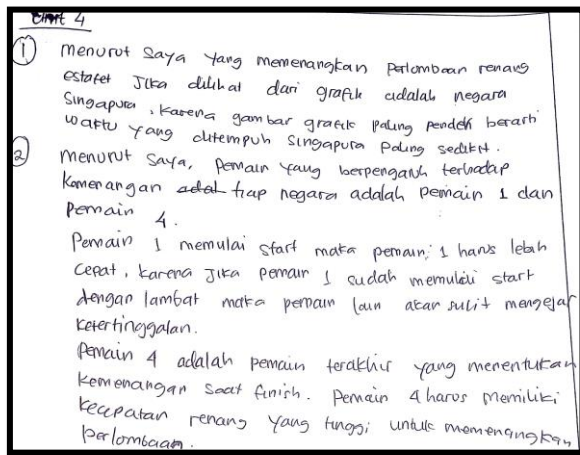 Unit 4
① menurut saya yang memenangkan perlombaan renang
estafet Jika dilihat dari grafik adalah negara
Singapura, karena gambar grafik paling pendek berarti
waktu yang ditempuh Singapura paling sedikit.
② menurut saya, pemain yang berpengaruh terhadap
kemenangan adal tiap negara adalah pemain 1 dan
pemain 4.
Pemain 1 memulai start maka pemain 1 harus lebih
cepat, karena Jika pemain 1 sudah memulai start
dengan lambat maka pemain lain akan sulit mengejar
ketertinggalan.
Pemain 4 adalah pemain terakhir yang menentukan
kemenangan saat finish. Pemain 4 harus memiliki
kecepatan renang yang tinggi untuk memenangkan
perlombaan.